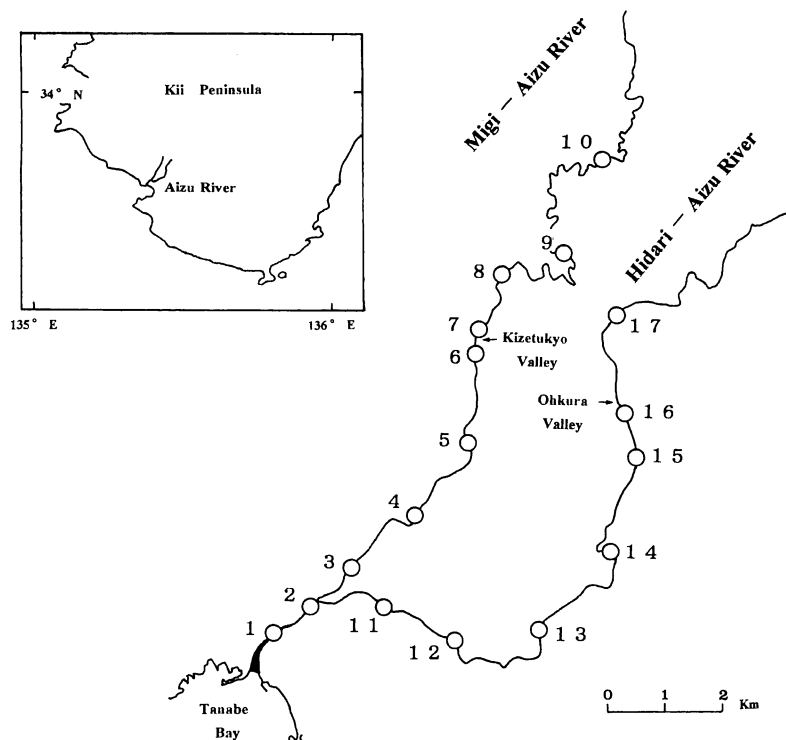 34° N
Kii Peninsula
Aizu River
135° E
136° E
Migi — Aizu River
Hidari — Aizu River
10
9
8
7
Kizetukyo
Valley
6
17
Ohkura
Valley
16
5
15
4
14
3
2
1
11
12
13
Tanabe
Bay
0 1 2
Km